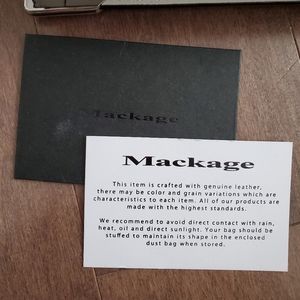 Mackage
Mackage
This item is crafted with genuine leather,
there may be color and grain variations which are
characteristics to each item. All of our products are
made with the highest standards.
We recommend to avoid direct contact with rain,
heat, oil and direct sunlight. Your bag should be
stuffed to maintain its shape in the enclosed
dust bag when stored.